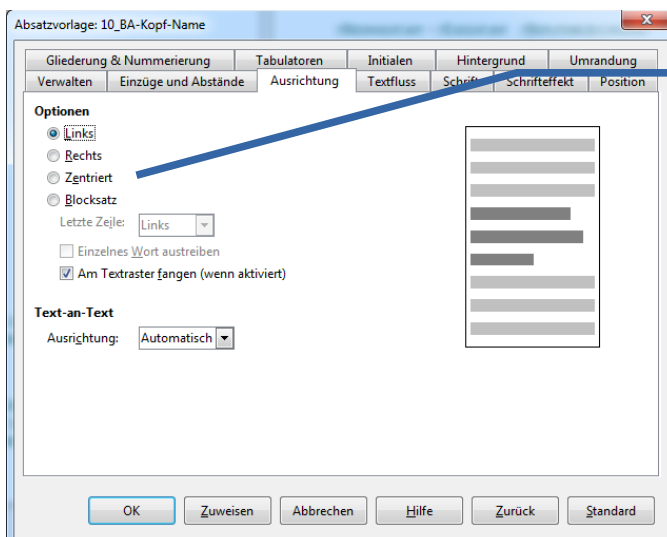 Absatzvorlage: 10_BA-Kopf-Name
Gliederung & Nummerierung Tabulatoren Initialen Hintergrund Umrandung
Verwalten Einzüge und Abstände Ausrichtung Textfluss Schrift Schrifteffekt Position
Optionen
Links
Rechts
Zentriert
Blocksatz
Letzte Zeile: Links
Einzelnes Wort austreiben
Am Textraster fangen (wenn aktiviert)
Text-an-Text
Ausrichtung: Automatisch
OK Zuweisen Abbrechen Hilfe Zurück Standard